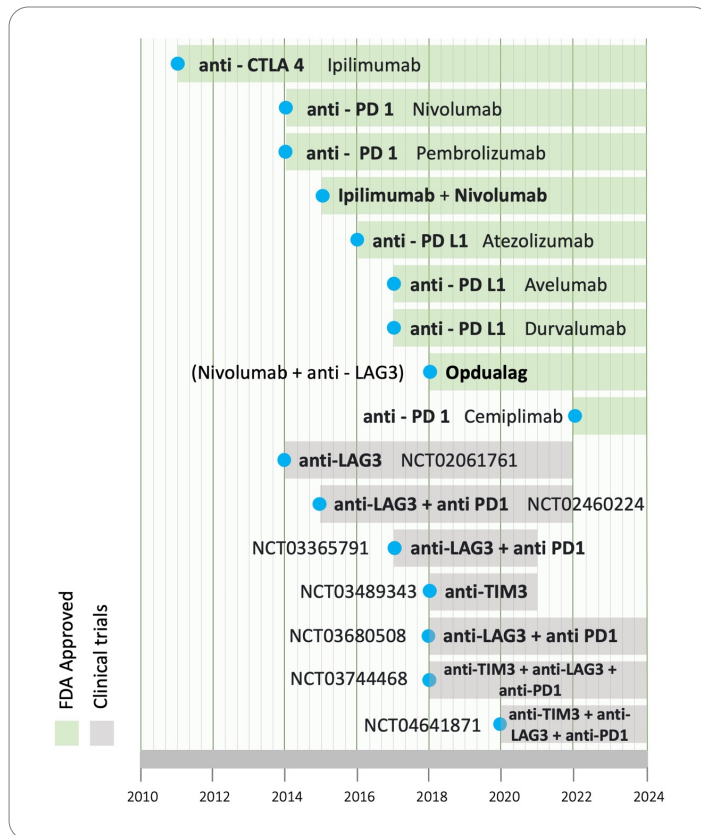 anti - CTLA 4 Ipilimumab
anti - PD 1 Nivolumab
anti - PD 1 Pembrolizumab
Ipilimumab + Nivolumab
anti - PD L1 Atezolizumab
anti - PD L1 Avelumab
anti - PD L1 Durvalumab
(Nivolumab + anti - LAG3) Opdualag
anti - PD 1 Cemiplimab
anti-LAG3 NCT02061761
anti-LAG3 + anti PD1 NCT02460224
NCT03365791 anti-LAG3 + anti PD1
NCT03489343 anti-TIM3
NCT03680508 anti-LAG3 + anti PD1
NCT03744468 anti-TIM3 + anti-LAG3 +
anti-PD1
NCT04641871 anti-TIM3 + anti-
LAG3 + anti-PD1
FDA Approved
Clinical trials
2010 2012 2014 2016 2018 2020 2022 2024